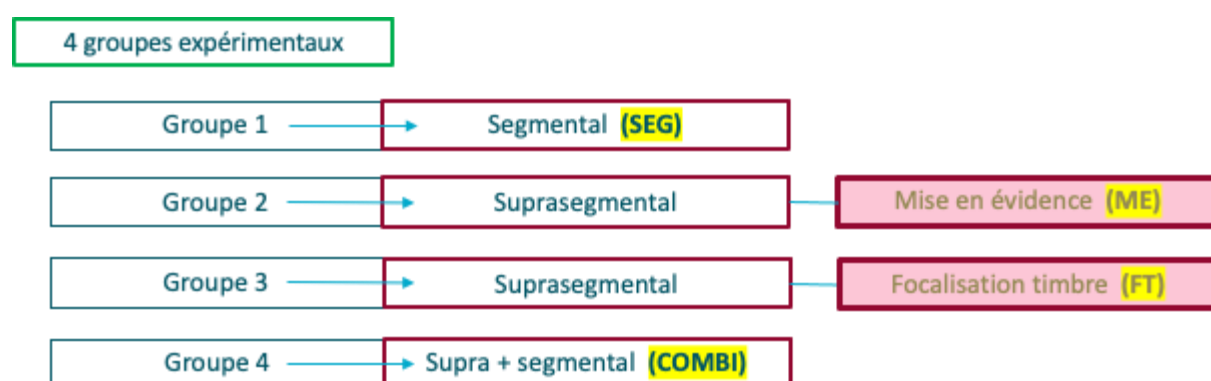 4 groupes expérimentaux
Groupe 1 Segmental (SEG)
Groupe 2 Suprasegmental Mise en évidence (ME)
Groupe 3 Suprasegmental Focalisation timbre (FT)
Groupe 4 Supra + segmental (COMBI)